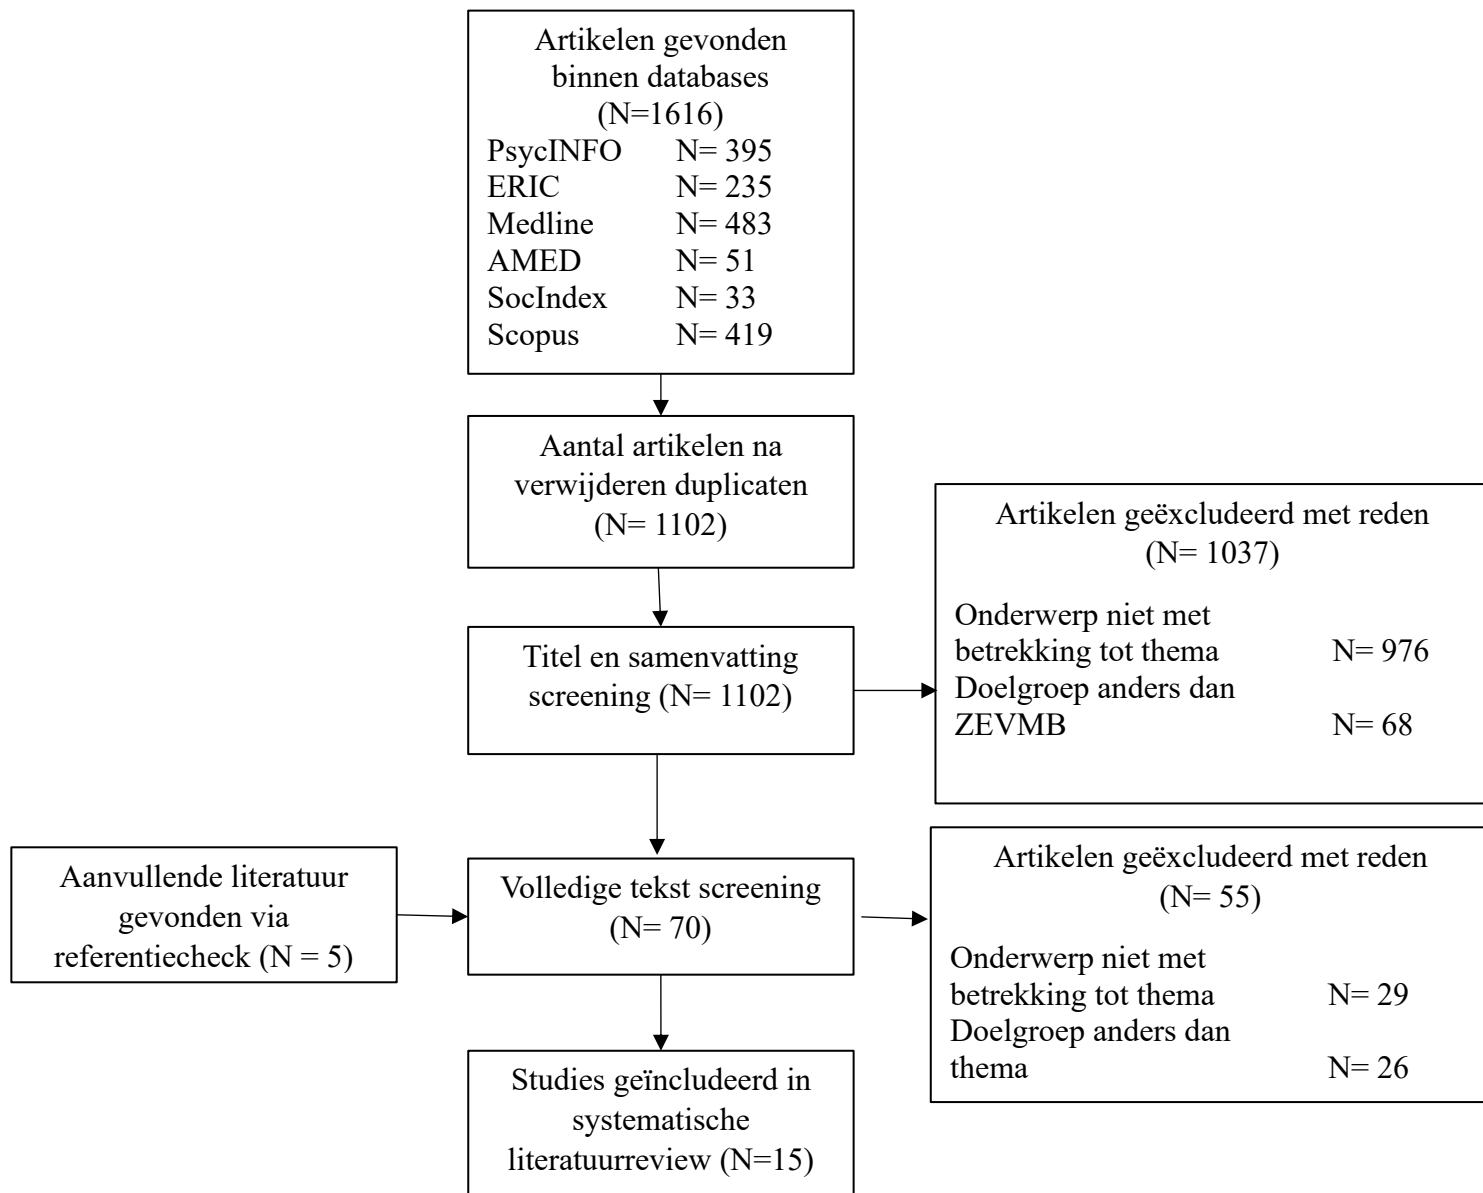 Artikelen gevonden
binnen databases
(N=1616)
PsycINFO N= 395
ERIC N= 235
Medline N= 483
AMED N= 51
SocIndex N= 33
Scopus N= 419
Aantal artikelen na
verwijderen duplicaten
(N= 1102)
Titel en samenvatting
screening (N= 1102)
Artikelen geëxcludeerd met reden
(N= 1037)
Onderwerp niet met
betrekking tot thema N= 976
Doelgroep anders dan
ZEVMB N= 68
Aanvullende literatuur
gevonden via
referentiecheck (N = 5)
Volledige tekst screening
(N= 70)
Artikelen geëxcludeerd met reden
(N= 55)
Onderwerp niet met
betrekking tot thema N= 29
Doelgroep anders dan
thema N= 26
Studies geïncludeerd in
systematische
literatuurreview (N=15)